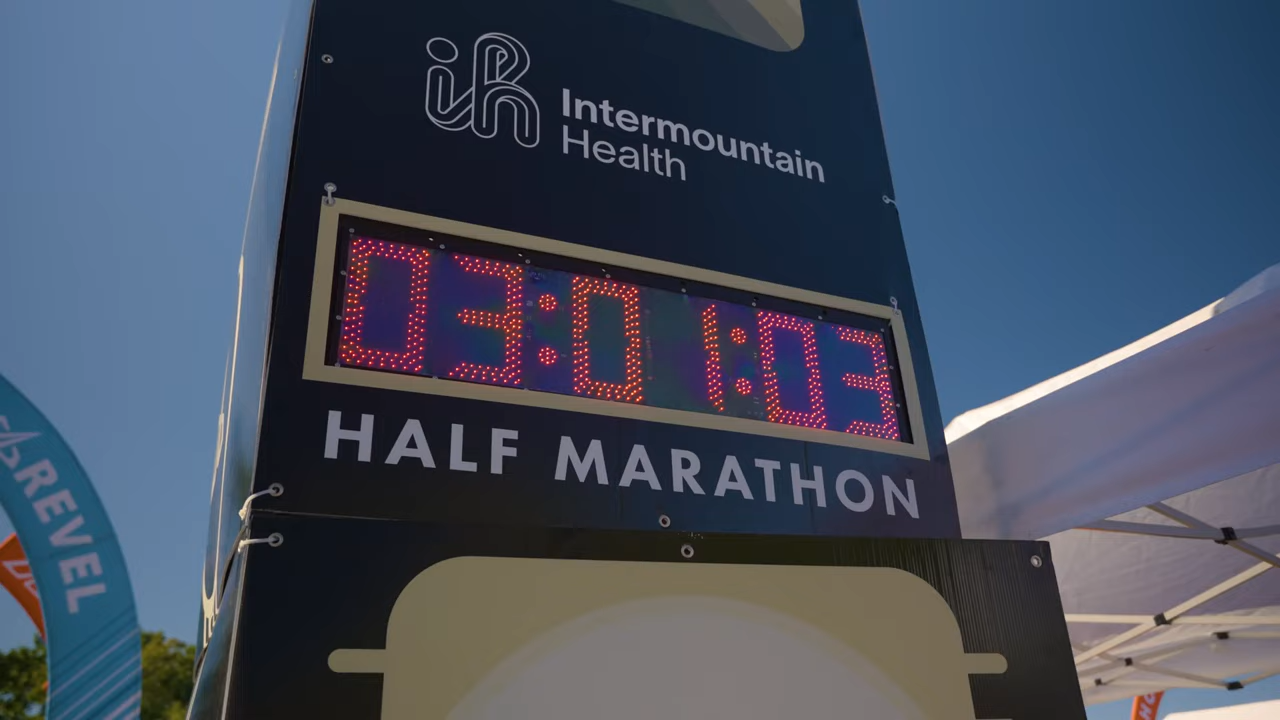 Intermountain
Health
03:01:03
HALF MARATHON
REVEL